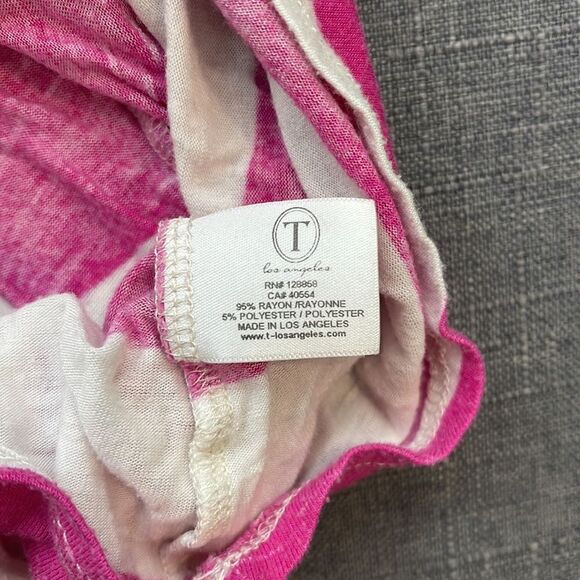 T
los angeles
RN# 128868
CA# 40554
95% RAYON /RAYONNE
5% POLYESTER / POLYESTER
MADE IN LOS ANGELES
www.t-losangeles.com